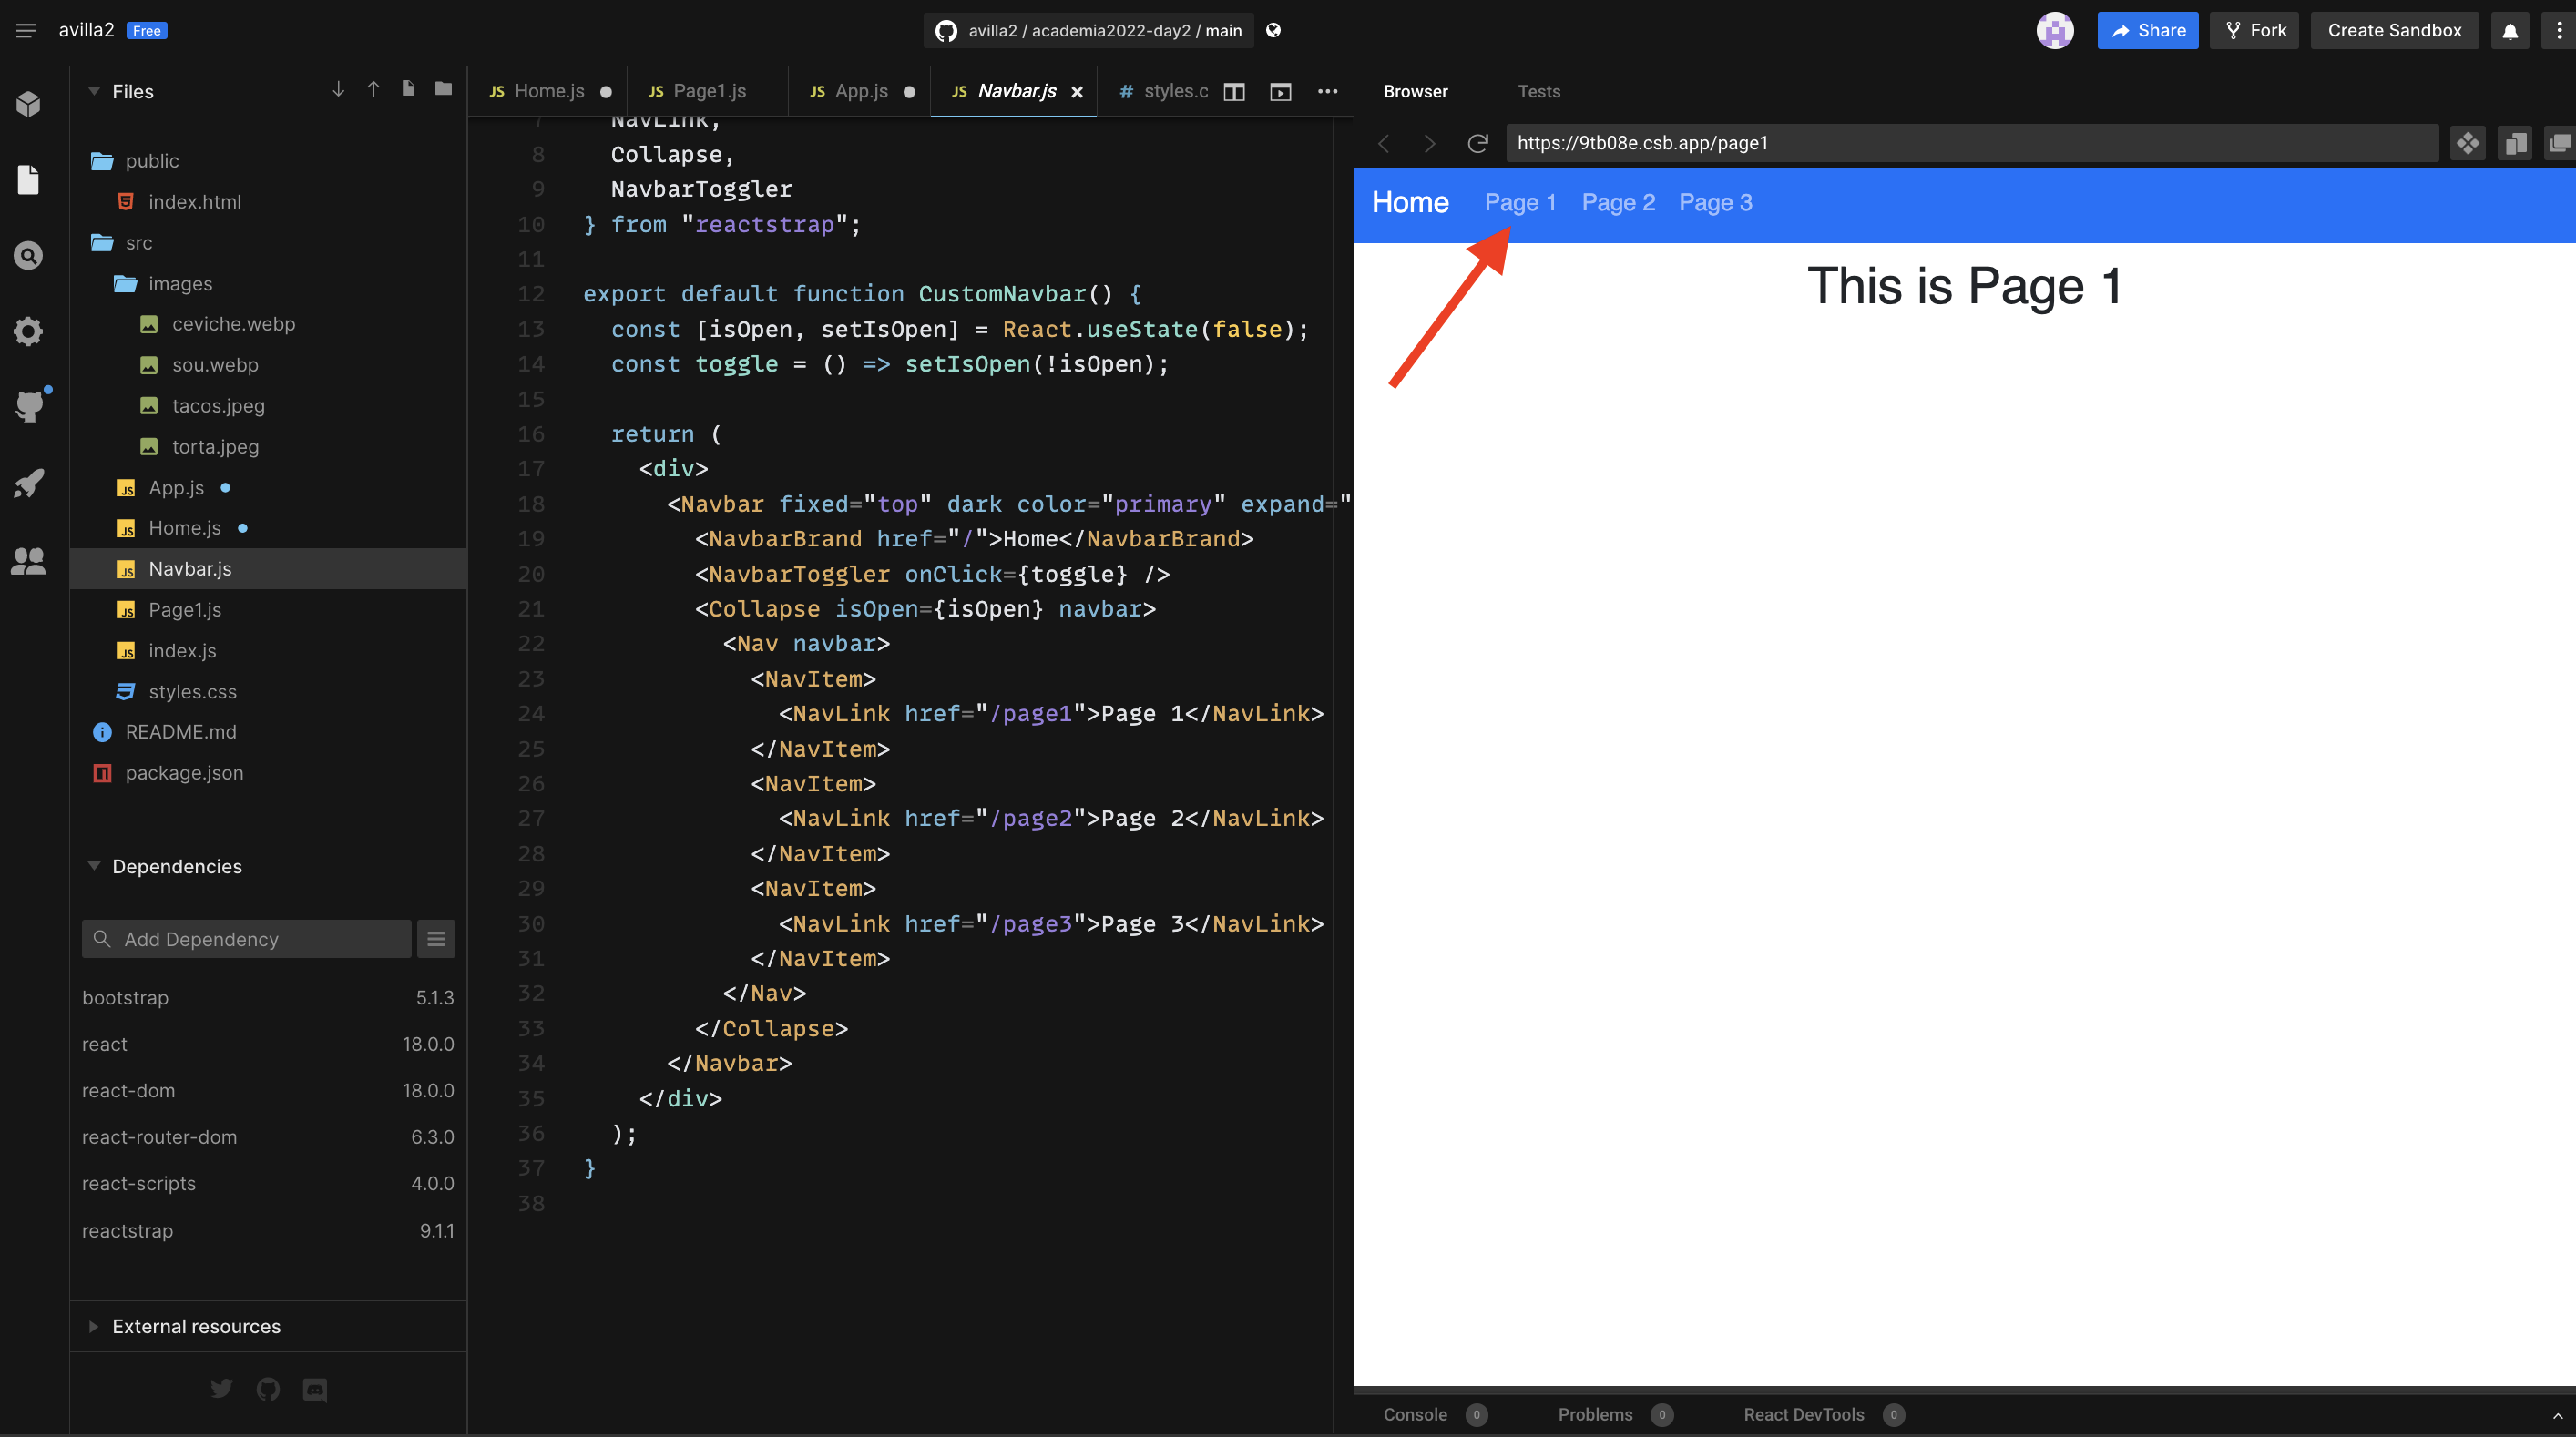 avilla2 Free
avilla2 / academia2022-day2 / main
Share
Fork
Create Sandbox
Files
public
index.html
src
images
ceviche.webp
sou.webp
tacos.jpeg
torta.jpeg
App.js
Home.js
Navbar.js
Page1.js
index.js
styles.css
README.md
package.json
Dependencies
Add Dependency
bootstrap 5.1.3
react 18.0.0
react-dom 18.0.0
react-router-dom 6.3.0
react-scripts 4.0.0
reactstrap 9.1.1
External resources
JS Home.js
JS Page1.js
JS App.js
JS Navbar.js
# styles.c
7 NavLink,
8 Collapse,
9 NavbarToggler
10 } from "reactstrap";
11
12 export default function CustomNavbar() {
13 const [isOpen, setIsOpen] = React.useState(false);
14 const toggle = () => setIsOpen(!isOpen);
15
16 return (
17 <div>
18 <Navbar fixed="top" dark color="primary" expand="
19 <NavbarBrand href="/">Home</NavbarBrand>
20 <NavbarToggler onClick={toggle} />
21 <Collapse isOpen={isOpen} navbar>
22 <Nav navbar>
23 <NavItem>
24 <NavLink href="/page1">Page 1</NavLink>
25 </NavItem>
26 <NavItem>
27 <NavLink href="/page2">Page 2</NavLink>
28 </NavItem>
29 <NavItem>
30 <NavLink href="/page3">Page 3</NavLink>
31 </NavItem>
32 </Nav>
33 </Collapse>
34 </Navbar>
35 </div>
36 );
37 }
38
Browser
Tests
https://9tb08e.csb.app/page1
Home Page 1 Page 2 Page 3
This is Page 1
Console 0
Problems 0
React DevTools 0